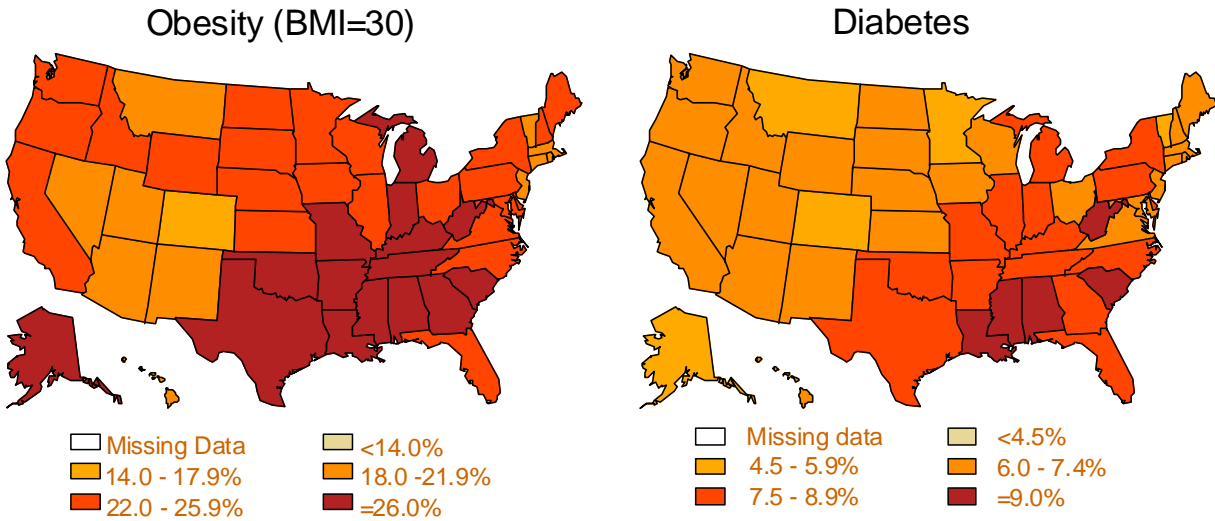 Obesity (BMI=30)
Diabetes
Missing Data
<14.0%
14.0 - 17.9%
18.0 -21.9%
22.0 - 25.9%
=26.0%
Missing data
<4.5%
4.5 - 5.9%
6.0 - 7.4%
7.5 - 8.9%
=9.0%